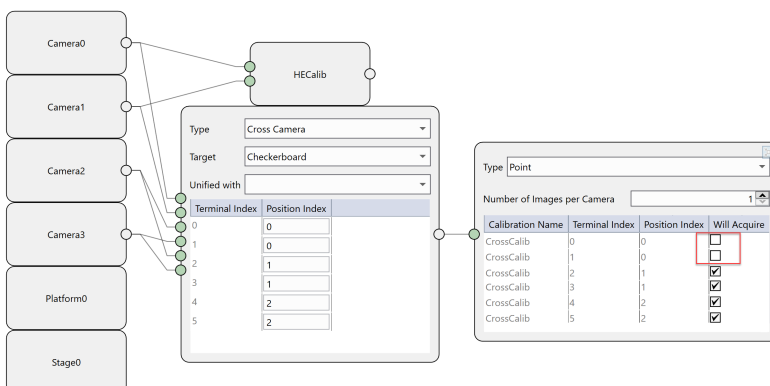 Camera0
Camera1
Camera2
Camera3
Platform0
Stage0
HECalib
Type Cross Camera
Target Checkerboard
Unified with
Terminal Index Position Index
0 0
1 0
2 1
3 1
4 2
5 2
Type Point
Number of Images per Camera 1
Calibration Name Terminal Index Position Index Will Acquire
CrossCalib 0 0
CrossCalib 1 0
CrossCalib 2 1
CrossCalib 3 1
CrossCalib 4 2
CrossCalib 5 2